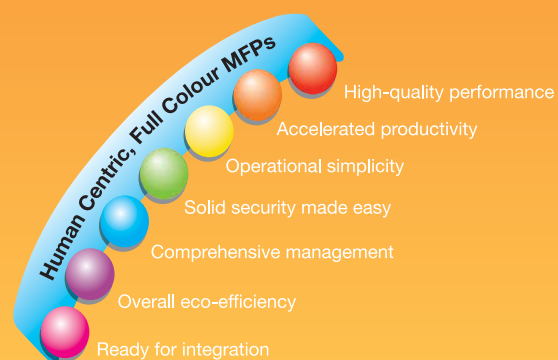 Human Centric, Full Colour MFPs
High-quality performance
Accelerated productivity
Operational simplicity
Solid security made easy
Comprehensive management
Overall eco-efficiency
Ready for integration